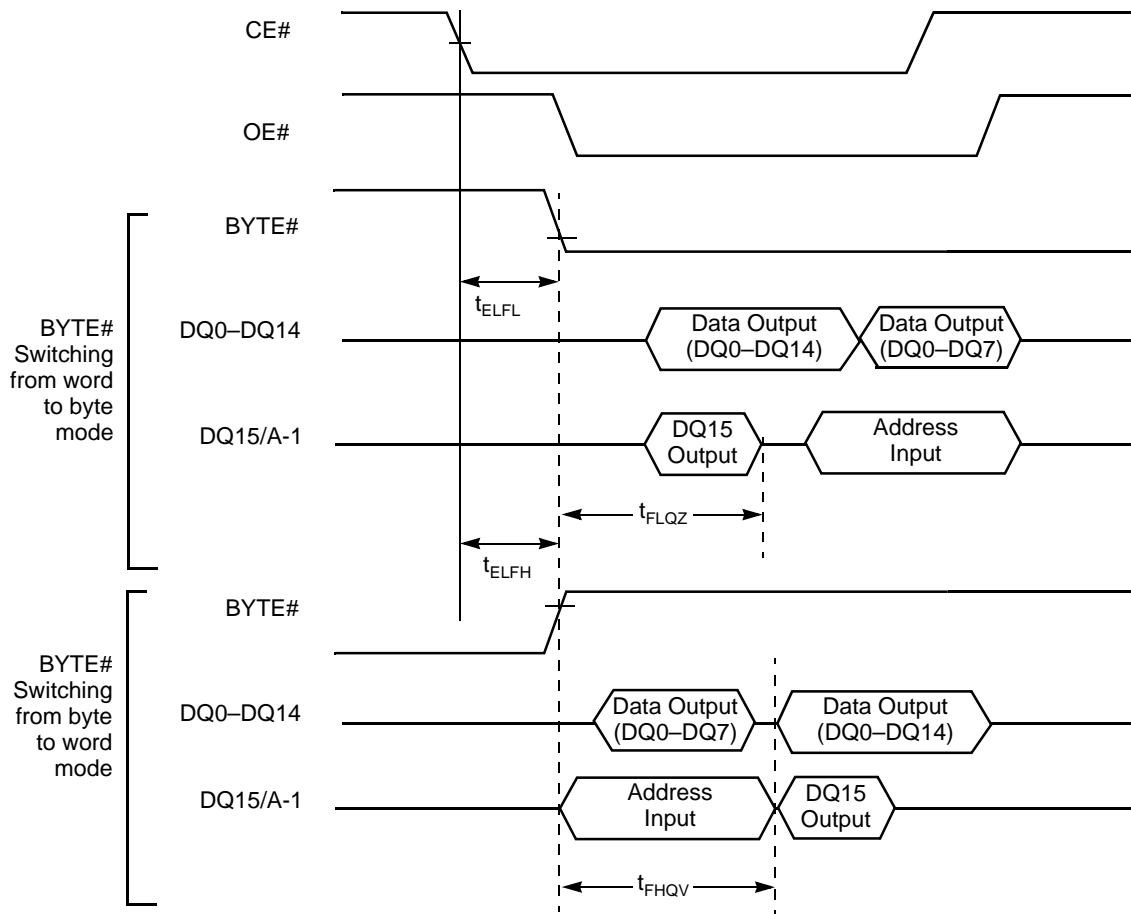 CE#
OE#
BYTE#
tELFL
BYTE#
Switching
from word
to byte
mode
DQ0–DQ14
Data Output
(DQ0–DQ14)
Data Output
(DQ0–DQ7)
DQ15/A-1
DQ15
Output
Address
Input
tFLQZ
tELFH
BYTE#
BYTE#
Switching
from byte
to word
mode
DQ0–DQ14
Data Output
(DQ0–DQ7)
Data Output
(DQ0–DQ14)
DQ15/A-1
Address
Input
DQ15
Output
tFHQV